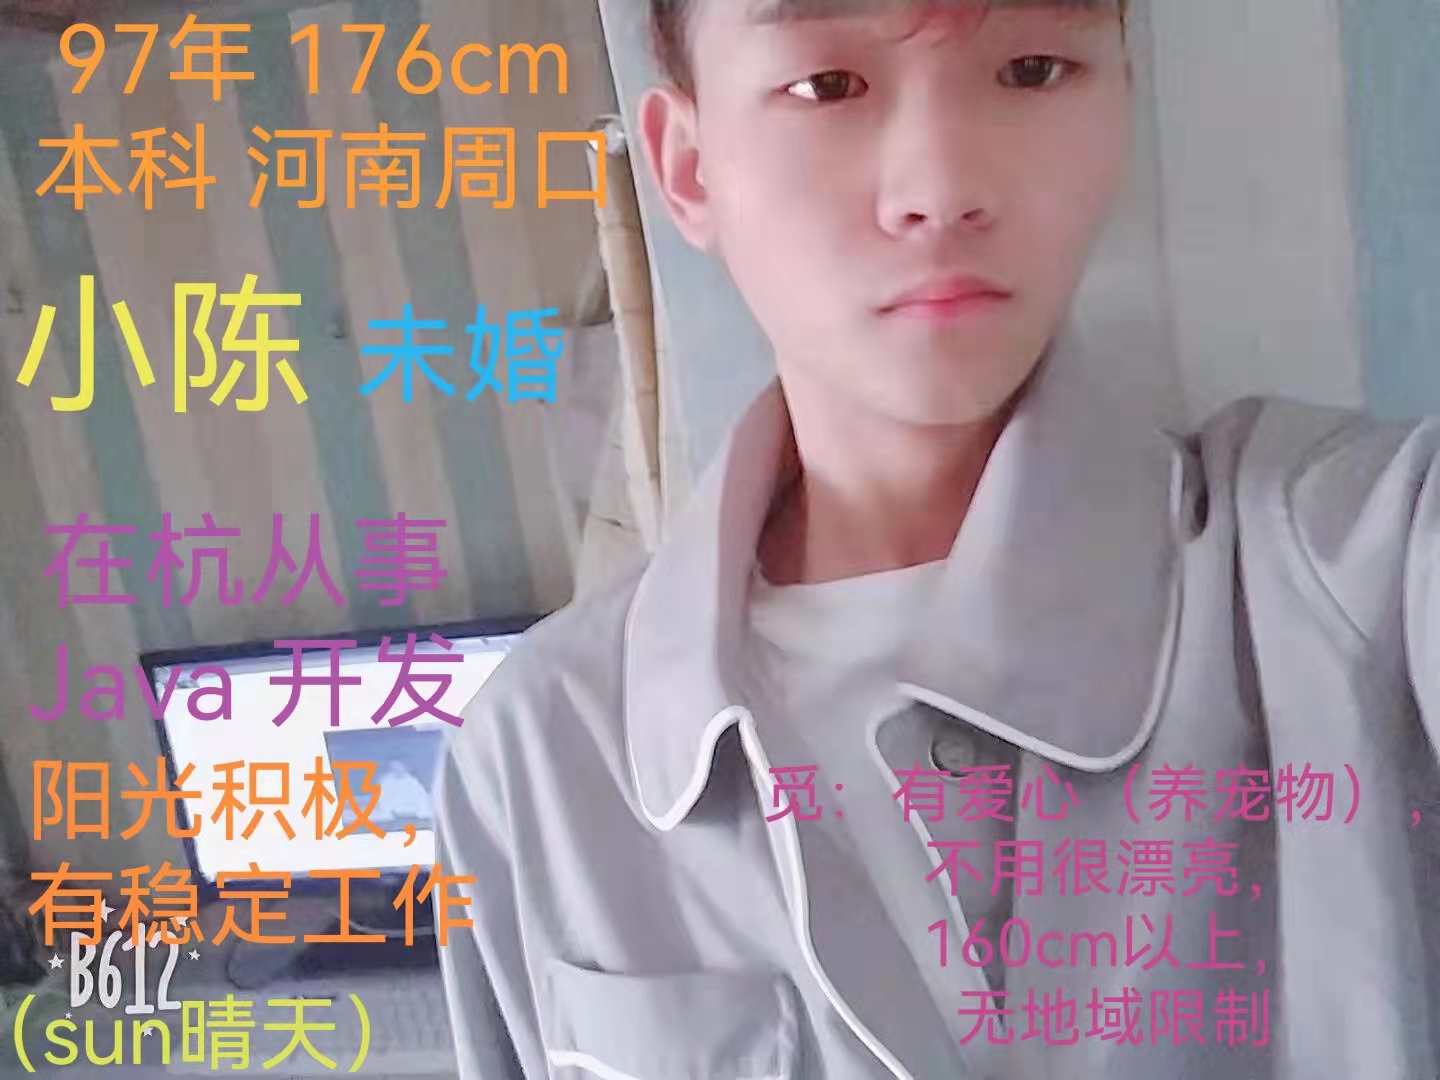 97年 176cm
本科 河南周口
小陈 未婚
在杭从事
Java 开发
阳光积极，
有稳定工作
B612
（sun晴天）
觅：有爱心（养宠物），
不用很漂亮，
160cm以上，
无地域限制